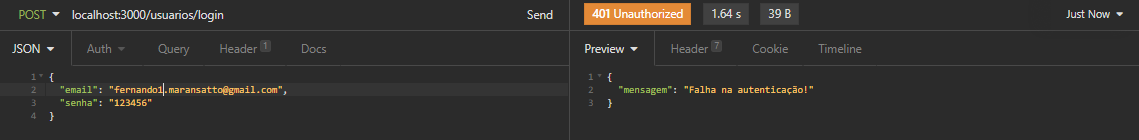 POST localhost:3000/usuarios/login Send 401 Unauthorized 1.64 s 39 B Just Now
JSON Auth Query Header 1 Docs Preview Header 7 Cookie Timeline
1 {
2 "email": "fernando1.maransatto@gmail.com",
3 "senha": "123456"
4 }
1 {
2 "mensagem": "Falha na autenticação!"
3 }